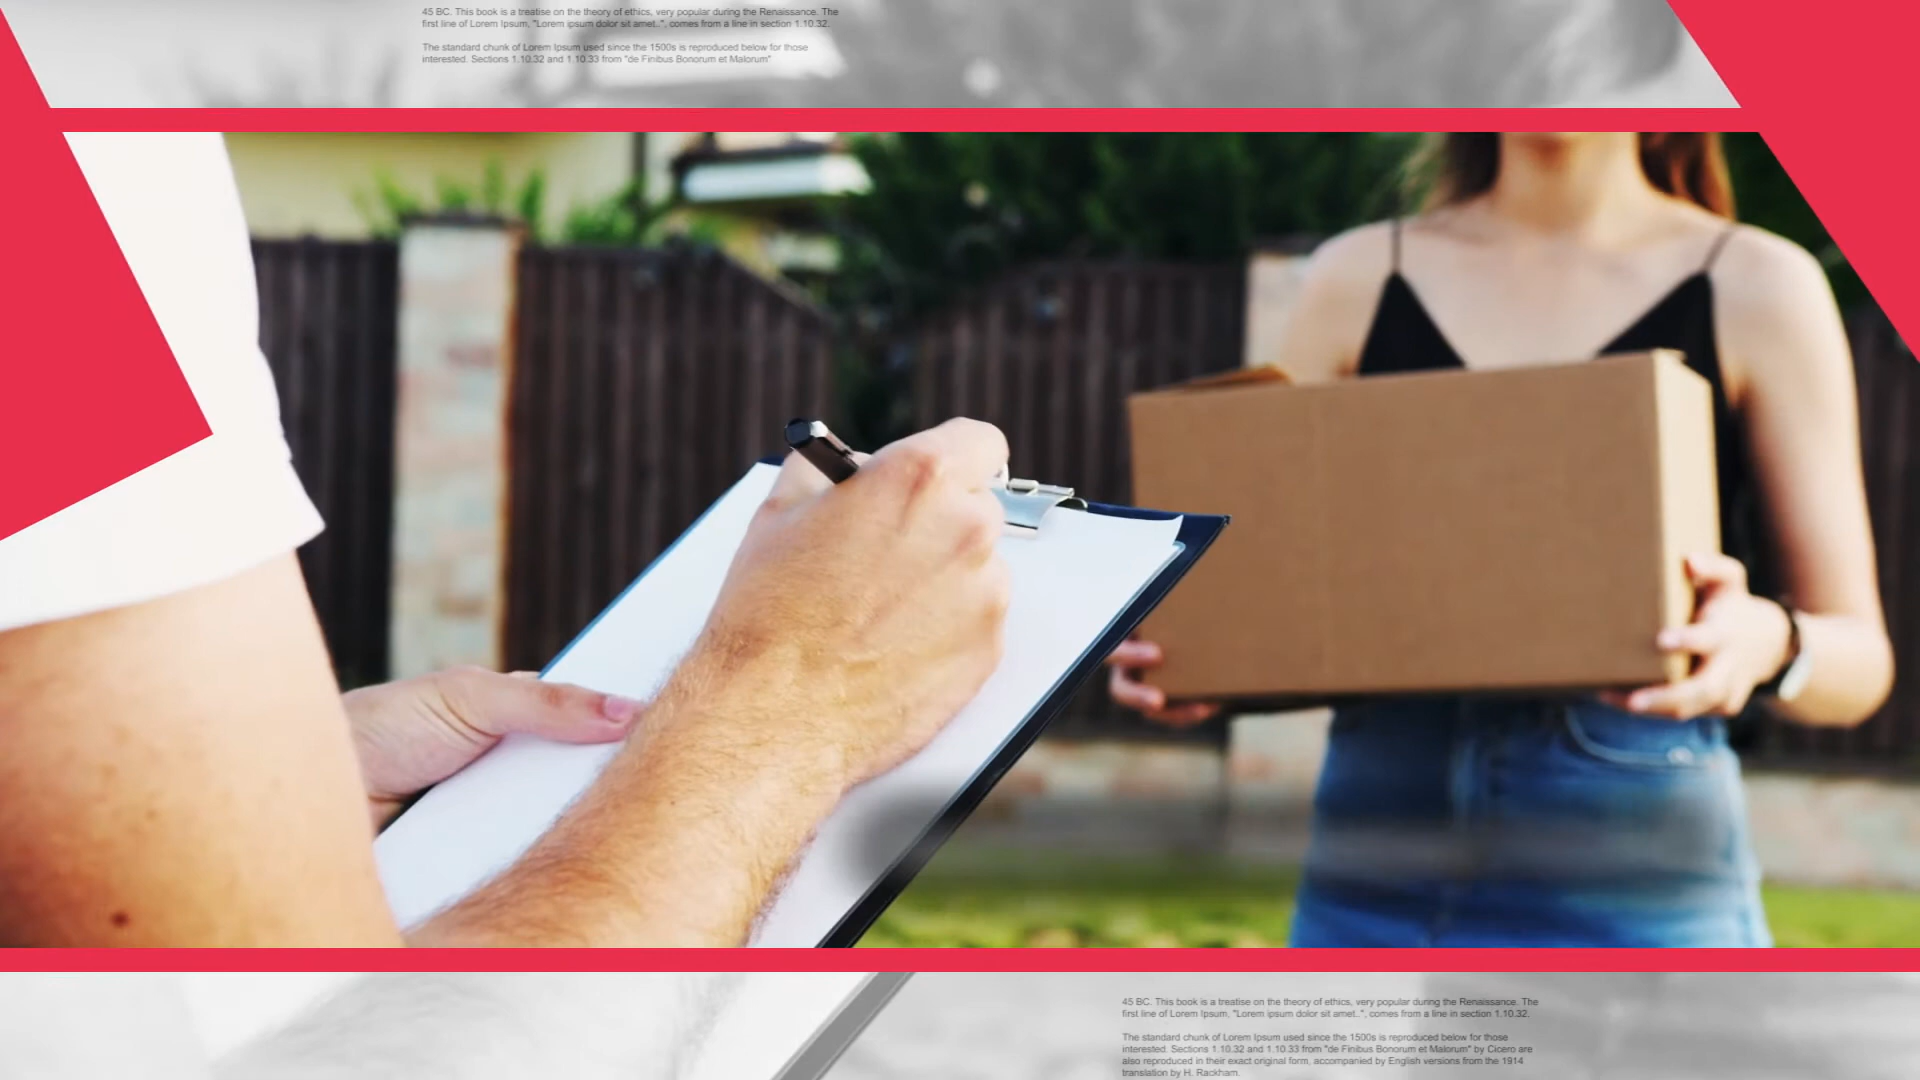 45 BC. This book is a treatise on the theory of ethics, very popular during the Renaissance. The
first line of Lorem Ipsum, "Lorem ipsum dolor sit amet..", comes from a line in section 1.10.32.
The standard chunk of Lorem Ipsum used since the 1500s is reproduced below for those
interested. Sections 1.10.32 and 1.10.33 from "de Finibus Bonorum et Malorum"
45 BC. This book is a treatise on the theory of ethics, very popular during the Renaissance. The
first line of Lorem Ipsum, "Lorem ipsum dolor sit amet..", comes from a line in section 1.10.32.
The standard chunk of Lorem Ipsum used since the 1500s is reproduced below for those
interested. Sections 1.10.32 and 1.10.33 from "de Finibus Bonorum et Malorum" by Cicero are
also reproduced in their exact original form, accompanied by English versions from the 1914
translation by H. Rackham.